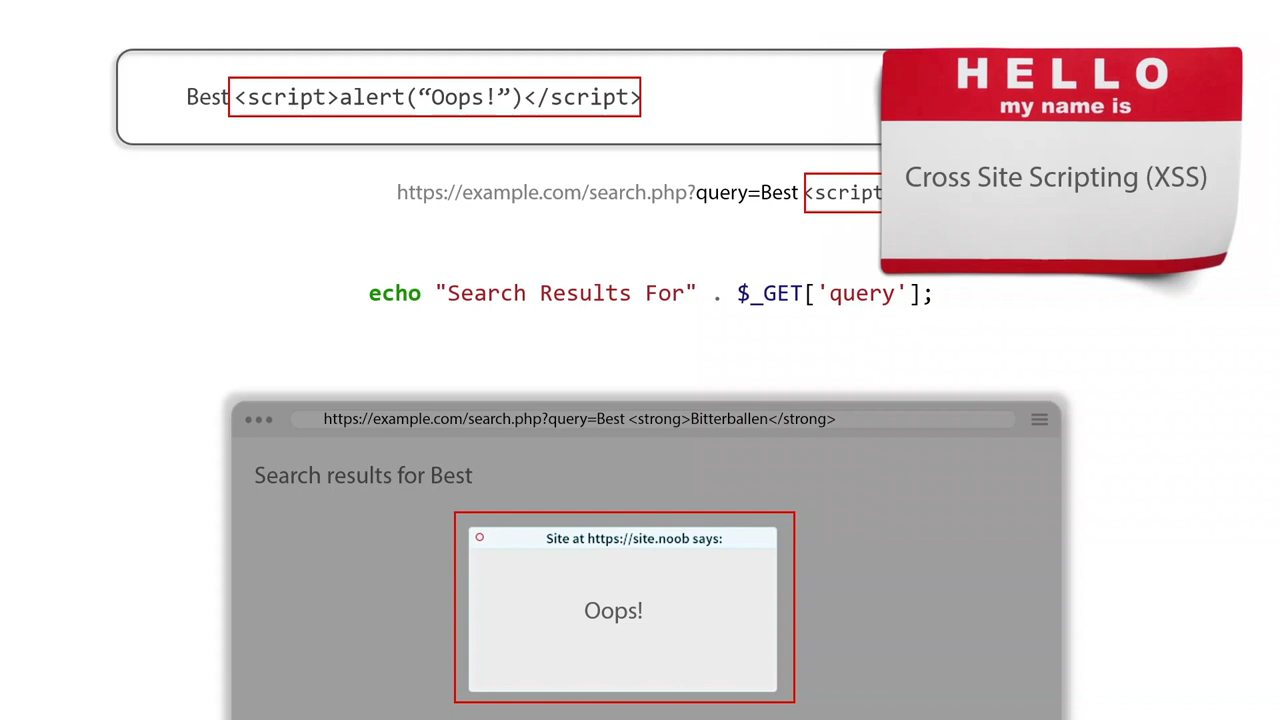 HELLO
my name is
Cross Site Scripting (XSS)
Best <script>alert(“Oops!”)</script>
https://example.com/search.php?query=Best <script
echo "Search Results For" . $_GET['query'];
https://example.com/search.php?query=Best <strong>Bitterballen</strong>
Search results for Best
Site at https://site.noob says:
Oops!